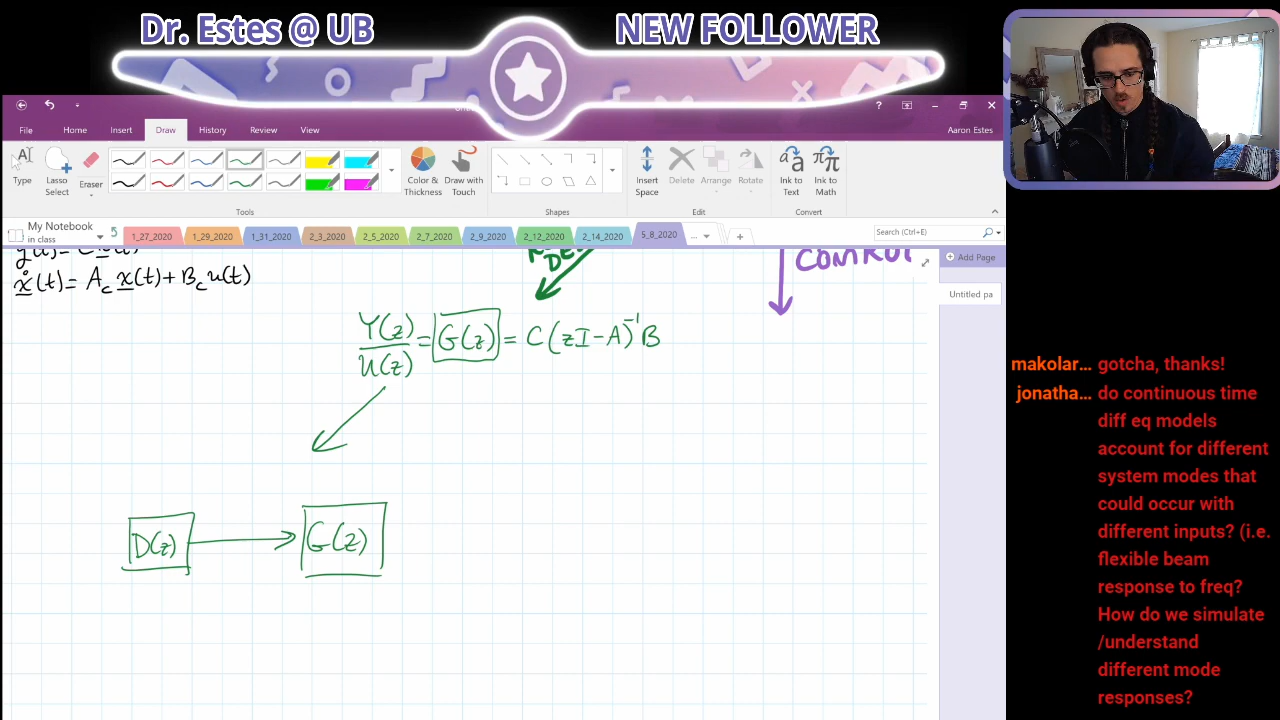 Dr. Estes @ UB
NEW FOLLOWER
Aaron Estes
File
Home
Insert
Draw
History
Review
View
Type
Lasso Select
Eraser
Color & Thickness
Draw with Touch
Insert Space
Delete
Arrange
Rotate
Ink to Text
Ink to Math
Tools
Shapes
Edit
Convert
My Notebook
in class
1_27_2020
1_29_2020
1_31_2020
2_3_2020
2_5_2020
2_7_2020
2_9_2020
2_12_2020
2_14_2020
5_8_2020
...
Search (Ctrl+E)
Add Page
Untitled pa
ẋ(t) = A_c x(t) + B_c u(t)
CONTROL
Y(z)/U(z) = G(z) = C(zI-A)⁻¹B
D(z)
G(z)
makolar... gotcha, thanks!
jonatha... do continuous time
diff eq models
account for different
system modes that
could occur with
different inputs? (i.e.
flexible beam
response to freq?
How do we simulate
/understand
different mode
responses?